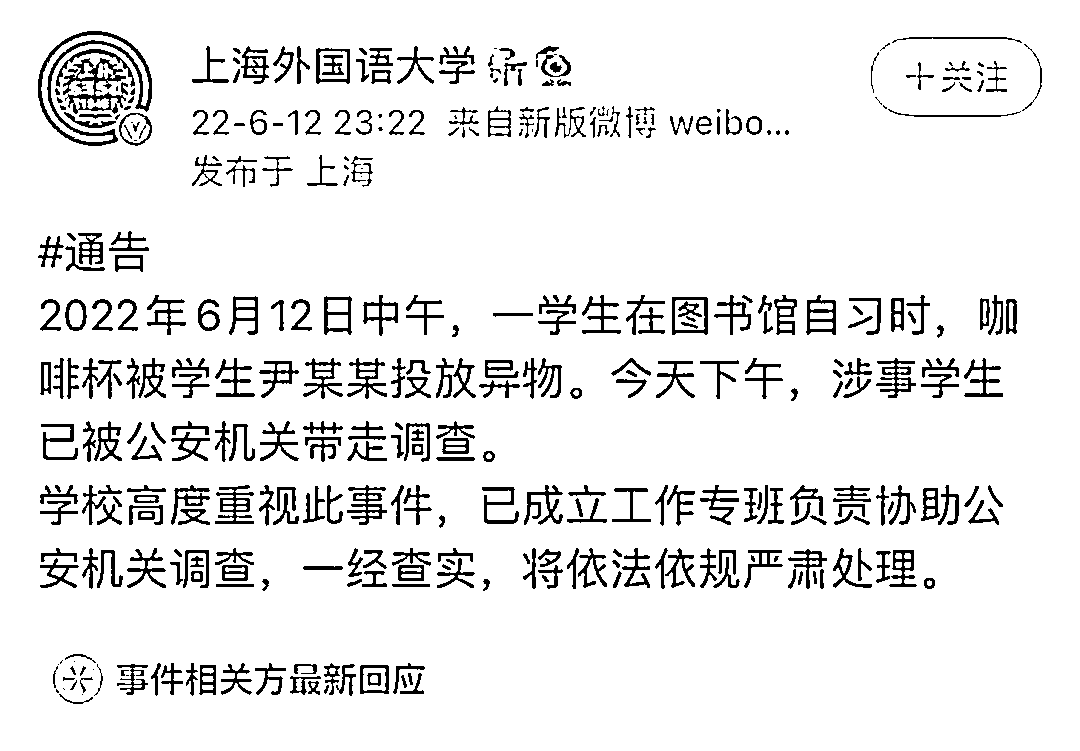 上海外国语大学
+关注
22-6-12 23:22 来自新版微博 weibo...
发布于 上海
#通告
2022年6月12日中午，一学生在图书馆自习时，咖
啡杯被学生尹某某投放异物。今天下午，涉事学生
已被公安机关带走调查。
学校高度重视此事件，已成立工作专班负责协助公
安机关调查，一经查实，将依法依规严肃处理。
事件相关方最新回应